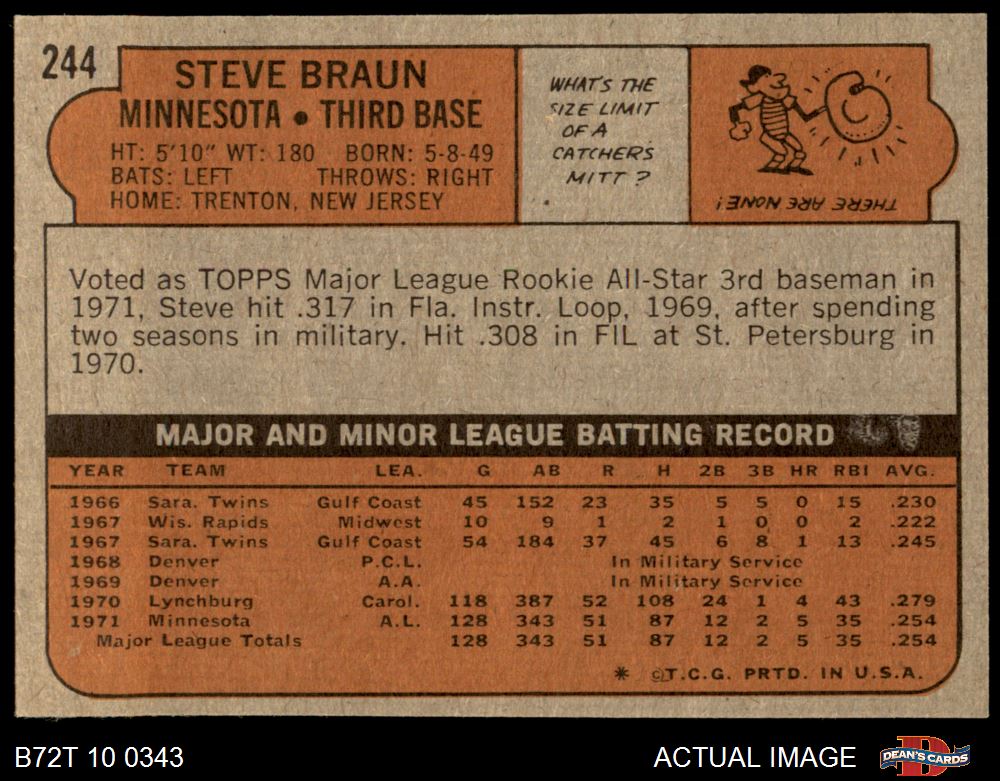 244
STEVE BRAUN
MINNESOTA • THIRD BASE
HT: 5'10" WT: 180 BORN: 5-8-49
BATS: LEFT THROWS: RIGHT
HOME: TRENTON, NEW JERSEY
WHAT'S THE
SIZE LIMIT
OF A
CATCHERS
MITT ?
THERE ARE NONE!
Voted as TOPPS Major League Rookie All-Star 3rd baseman in
1971, Steve hit .317 in Fla. Instr. Loop, 1969, after spending
two seasons in military. Hit .308 in FIL at St. Petersburg in
1970.
MAJOR AND MINOR LEAGUE BATTING RECORD
YEAR TEAM LEA. G AB R H 2B 3B HR RBI AVG.
1966 Sara. Twins Gulf Coast 45 152 23 35 5 5 0 15 .230
1967 Wis. Rapids Midwest 10 9 1 2 1 0 0 2 .222
1967 Sara. Twins Gulf Coast 54 184 37 45 6 8 1 13 .245
1968 Denver P.C.L. In Military Service
1969 Denver A.A. In Military Service
1970 Lynchburg Carol. 118 387 52 108 24 1 4 43 .279
1971 Minnesota A.L. 128 343 51 87 12 2 5 35 .254
Major League Totals 128 343 51 87 12 2 5 35 .254
* ©T.C.G. PRTD. IN U.S.A.
B72T 10 0343 ACTUAL IMAGE DEAN'S CARDS